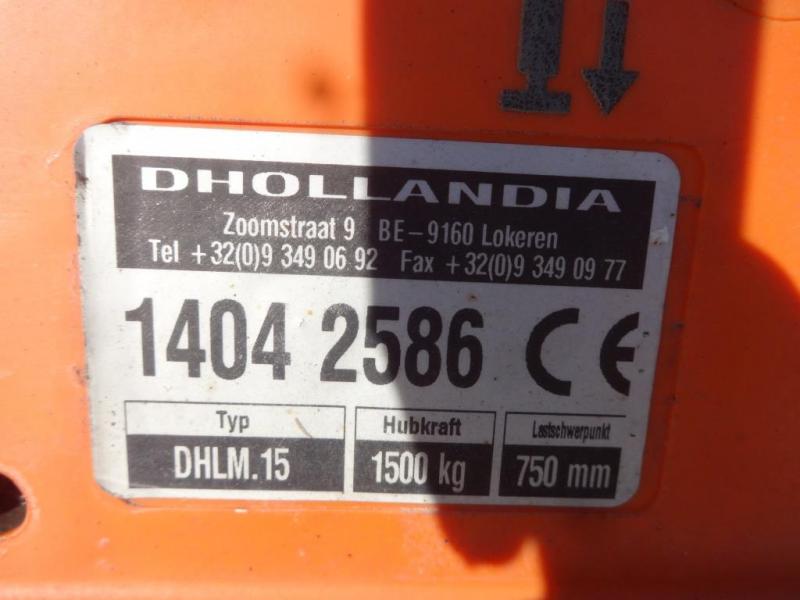 DHOLLANDIA
Zoomstraat 9 BE-9160 Lokeren
Tel +32(0)9 349 06 92 Fax +32(0)9 349 09 77
1404 2586 CE
Typ Hubkraft Lastschwerpunkt
DHLM.15 1500 kg 750 mm